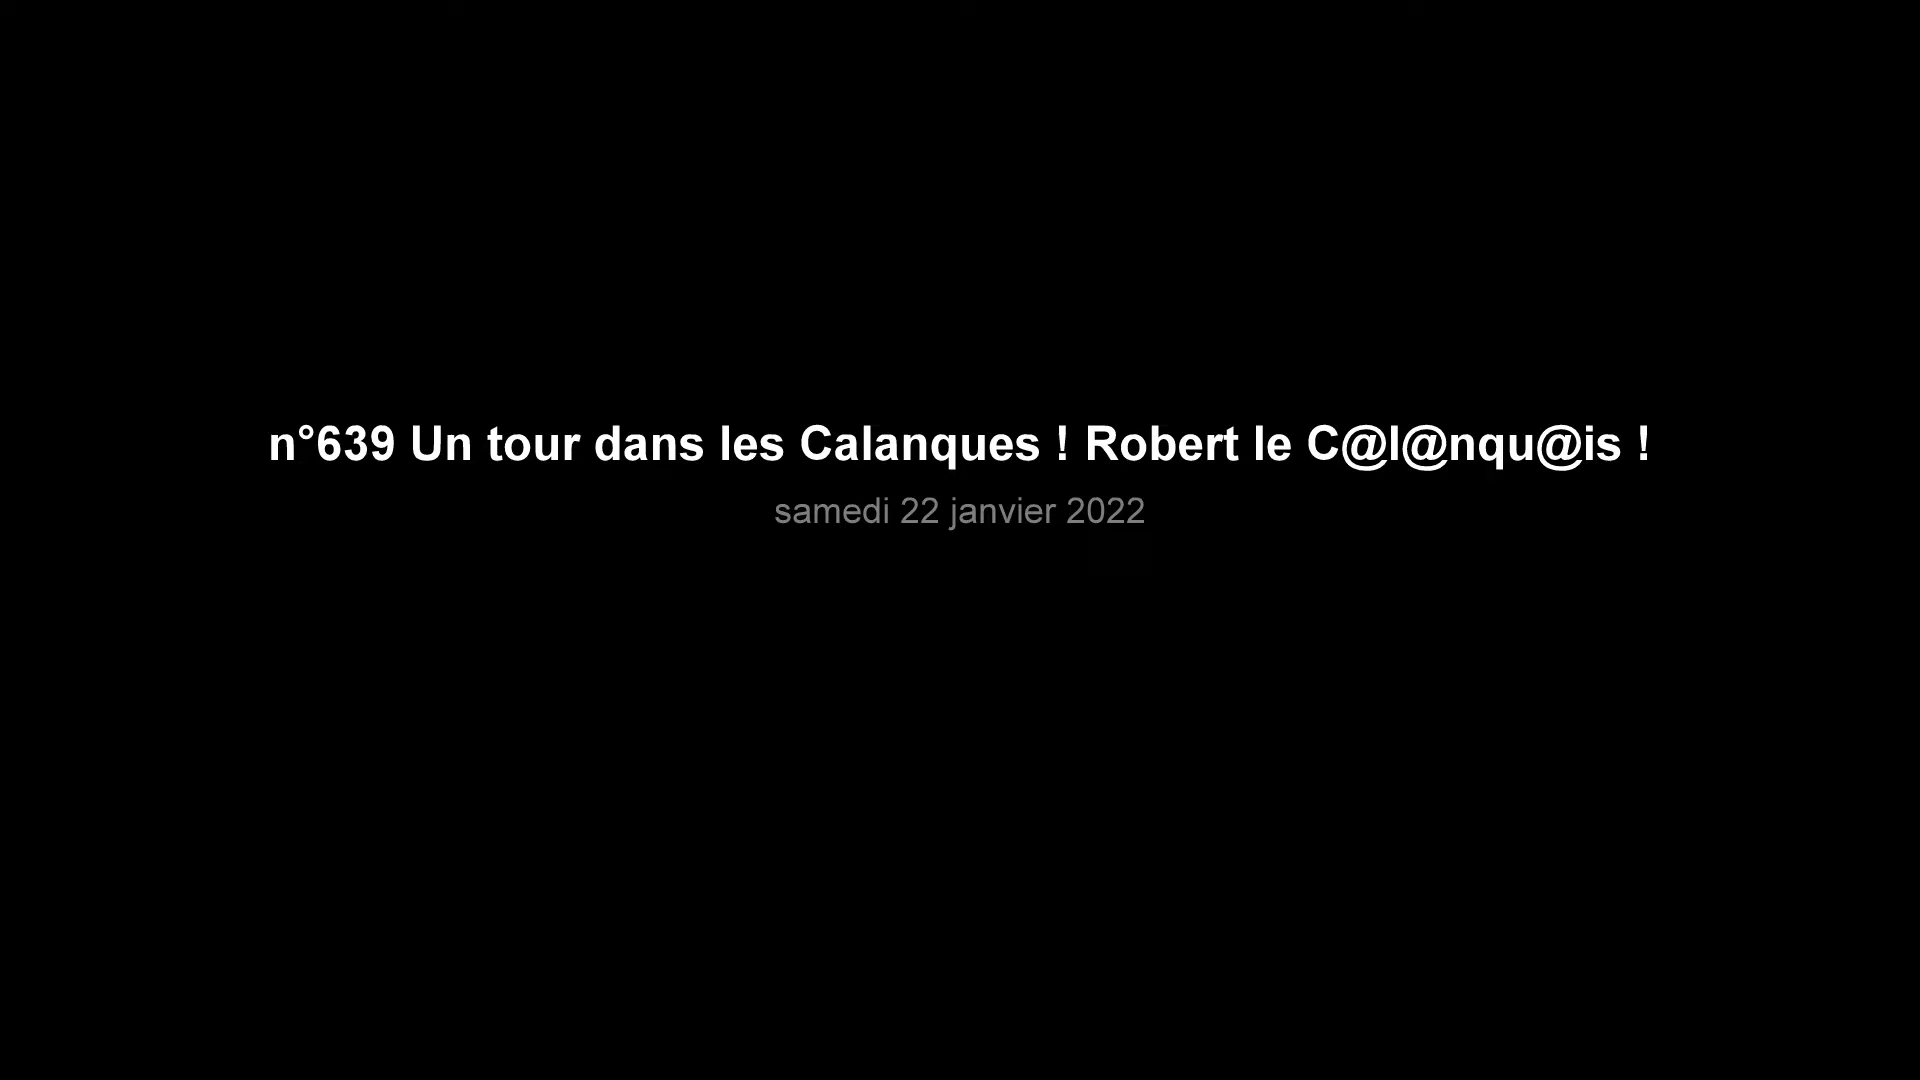 n°639 Un tour dans les Calanques ! Robert le C@l@nqu@is !
samedi 22 janvier 2022